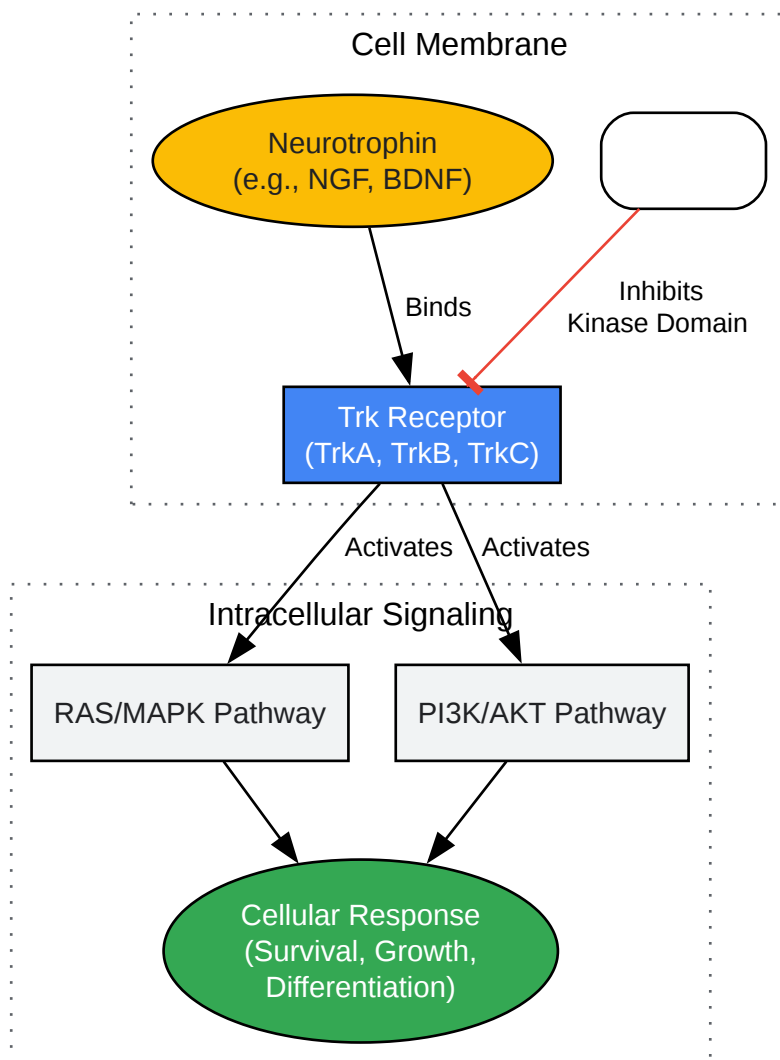 Cell Membrane
Neurotrophin
(e.g., NGF, BDNF)
Binds
Inhibits
Kinase Domain
Trk Receptor
(TrkA, TrkB, TrkC)
Activates
Activates
Intracellular Signaling
RAS/MAPK Pathway
PI3K/AKT Pathway
Cellular Response
(Survival, Growth,
Differentiation)